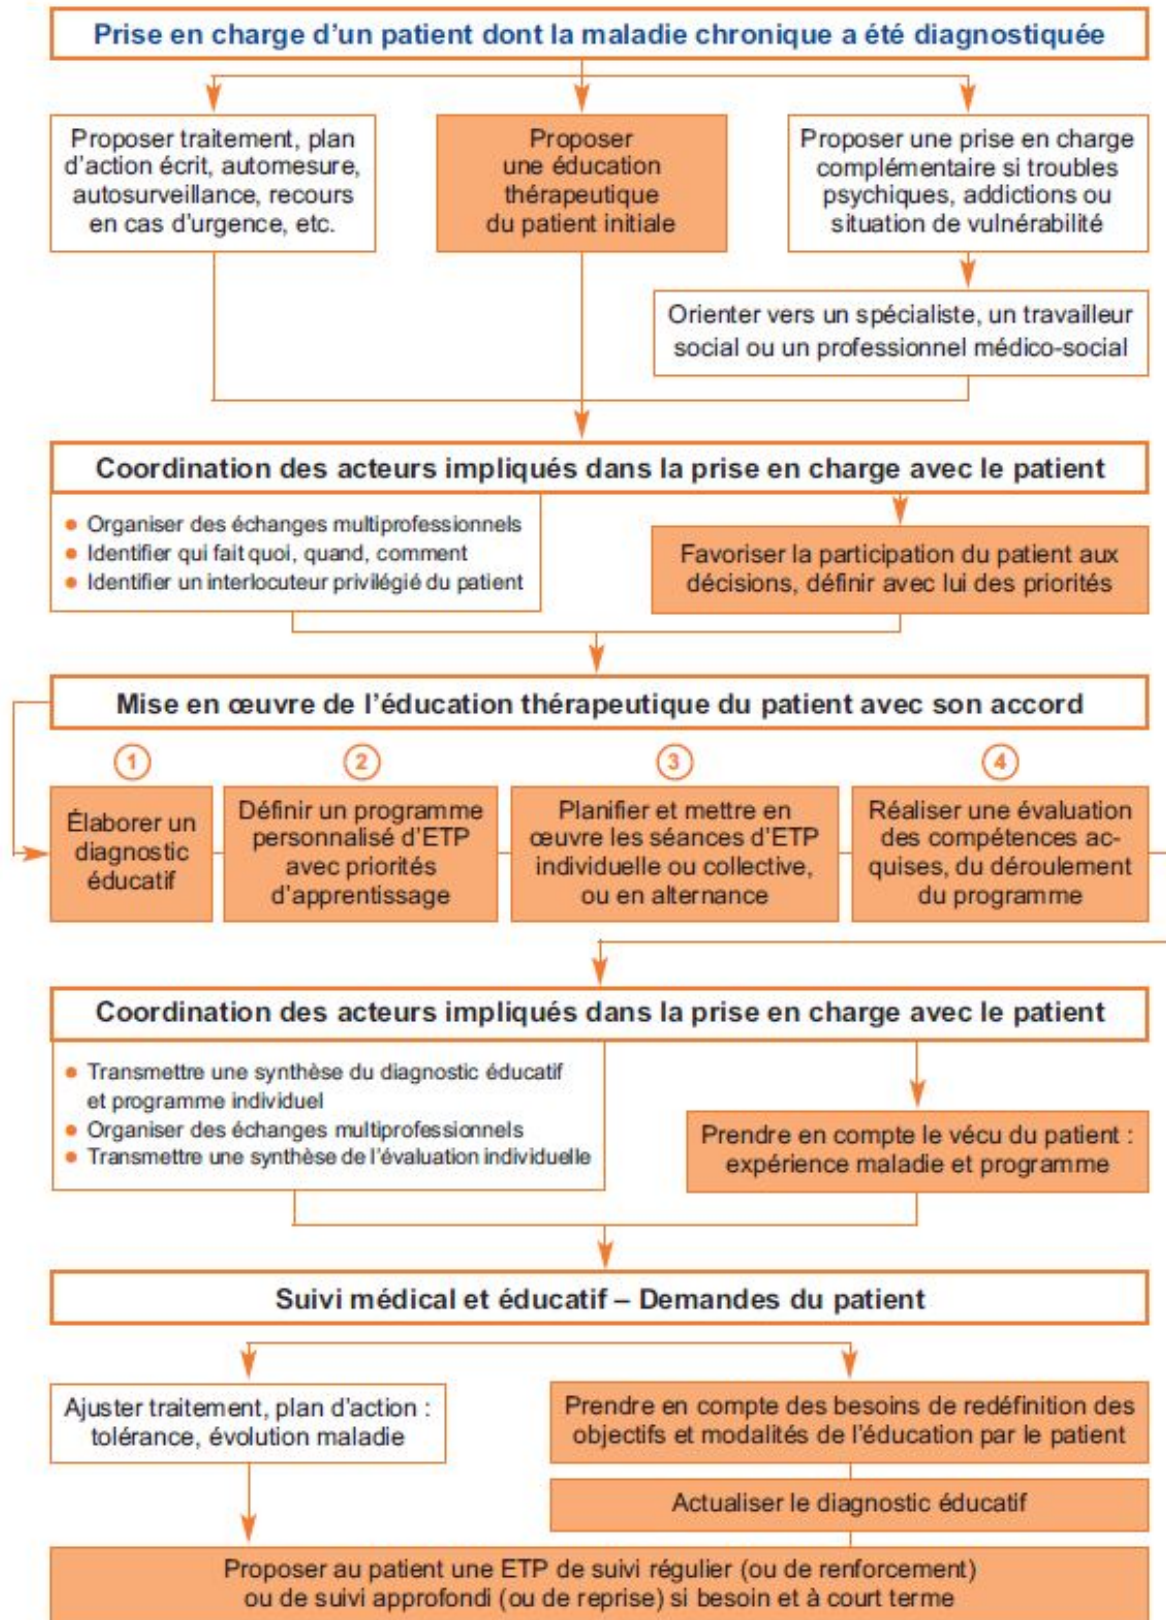 Prise en charge d'un patient dont la maladie chronique a été diagnostiquée
Proposer traitement, plan
d'action écrit, automesure,
autosurveillance, recours
en cas d'urgence, etc.
Proposer
une éducation
thérapeutique
du patient initiale
Proposer une prise en charge
complémentaire si troubles
psychiques, addictions ou
situation de vulnérabilité
Orienter vers un spécialiste, un travailleur
social ou un professionnel médico-social
Coordination des acteurs impliqués dans la prise en charge avec le patient
• Organiser des échanges multiprofessionnels
• Identifier qui fait quoi, quand, comment
• Identifier un interlocuteur privilégié du patient
Favoriser la participation du patient aux
décisions, définir avec lui des priorités
Mise en œuvre de l'éducation thérapeutique du patient avec son accord
1
Élaborer un
diagnostic
éducatif
2
Définir un programme
personnalisé d'ETP
avec priorités
d'apprentissage
3
Planifier et mettre en
œuvre les séances d'ETP
individuelle ou collective,
ou en alternance
4
Réaliser une évaluation
des compétences ac-
quises, du déroulement
du programme
Coordination des acteurs impliqués dans la prise en charge avec le patient
• Transmettre une synthèse du diagnostic éducatif
et programme individuel
• Organiser des échanges multiprofessionnels
• Transmettre une synthèse de l'évaluation individuelle
Prendre en compte le vécu du patient :
expérience maladie et programme
Suivi médical et éducatif – Demandes du patient
Ajuster traitement, plan d'action :
tolérance, évolution maladie
Prendre en compte des besoins de redéfinition des
objectifs et modalités de l'éducation par le patient
Actualiser le diagnostic éducatif
Proposer au patient une ETP de suivi régulier (ou de renforcement)
ou de suivi approfondi (ou de reprise) si besoin et à court terme